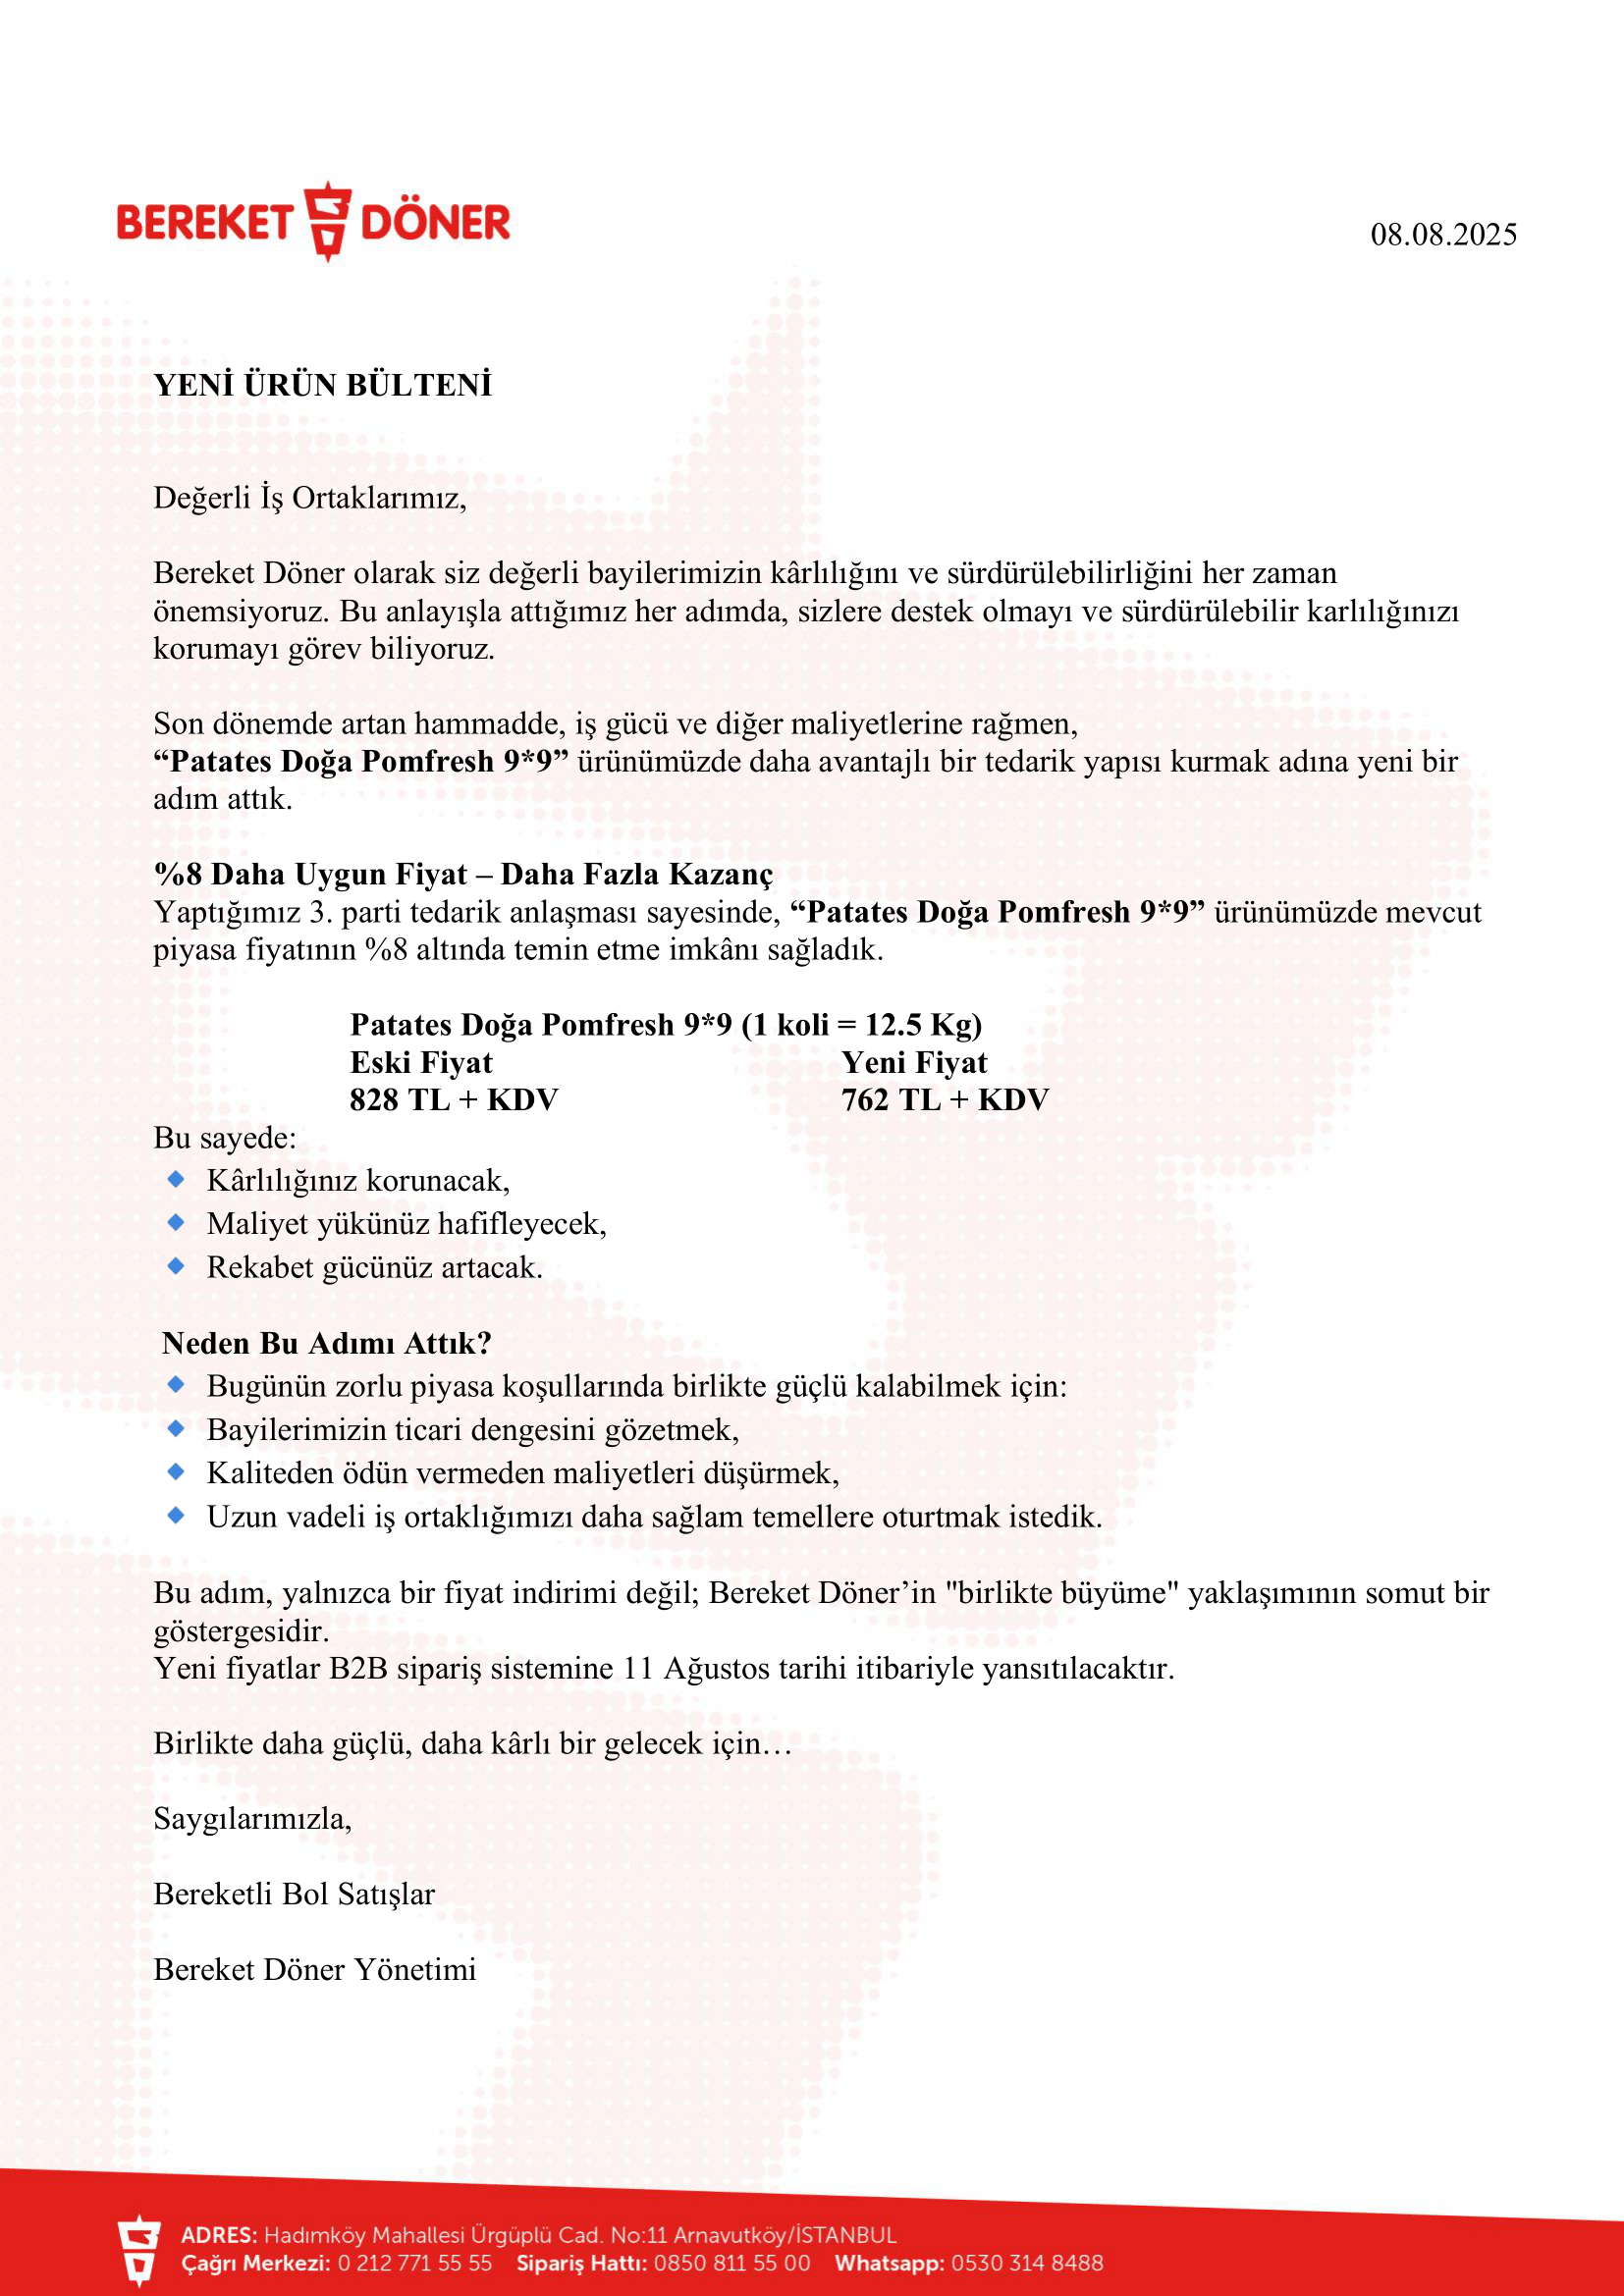 BEREKET DÖNER
08.08.2025
YENİ ÜRÜN BÜLTENİ
Değerli İş Ortaklarımız,
Bereket Döner olarak siz değerli bayilerimizin kârlılığını ve sürdürülebilirliğini her zaman
önemsiyoruz. Bu anlayışla attığımız her adımda, sizlere destek olmayı ve sürdürülebilir karlılığınızı
korumayı görev biliyoruz.
Son dönemde artan hammadde, iş gücü ve diğer maliyetlerine rağmen,
“Patates Doğa Pomfresh 9*9” ürünümüzde daha avantajlı bir tedarik yapısı kurmak adına yeni bir
adım attık.
%8 Daha Uygun Fiyat – Daha Fazla Kazanç
Yaptığımız 3. parti tedarik anlaşması sayesinde, “Patates Doğa Pomfresh 9*9” ürünümüzde mevcut
piyasa fiyatının %8 altında temin etme imkânı sağladık.
Patates Doğa Pomfresh 9*9 (1 koli = 12.5 Kg)
Eski Fiyat Yeni Fiyat
828 TL + KDV 762 TL + KDV
Bu sayede:
Kârlılığınız korunacak,
Maliyet yükünüz hafifleyecek,
Rekabet gücünüz artacak.
Neden Bu Adımı Attık?
Bugünün zorlu piyasa koşullarında birlikte güçlü kalabilmek için:
Bayilerimizin ticari dengesini gözetmek,
Kaliteden ödün vermeden maliyetleri düşürmek,
Uzun vadeli iş ortaklığımızı daha sağlam temellere oturtmak istedik.
Bu adım, yalnızca bir fiyat indirimi değil; Bereket Döner’in "birlikte büyüme" yaklaşımının somut bir
göstergesidir.
Yeni fiyatlar B2B sipariş sistemine 11 Ağustos tarihi itibariyle yansıtılacaktır.
Birlikte daha güçlü, daha kârlı bir gelecek için…
Saygılarımızla,
Bereketli Bol Satışlar
Bereket Döner Yönetimi
ADRES: Hadımköy Mahallesi Ürgüplü Cad. No:11 Arnavutköy/İSTANBUL
Çağrı Merkezi: 0 212 771 55 55 Sipariş Hattı: 0850 811 55 00 Whatsapp: 0530 314 8488